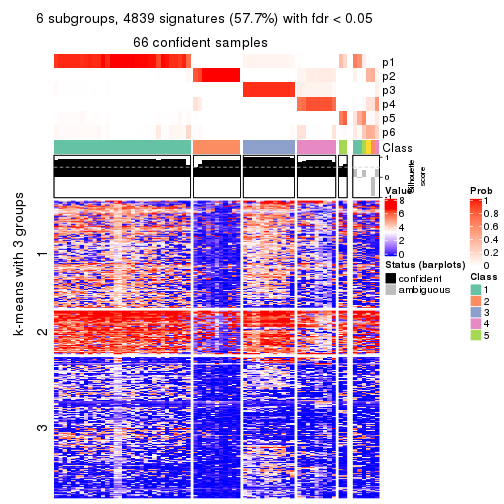 6 subgroups, 4839 signatures (57.7%) with fdr < 0.05
66 confident samples
p1
p2
p3
p4
p5
p6
Class
1
0
Silhouette
score
k-means with 3 groups
1
2
3
Value
8
6
4
2
0
Status (barplots)
confident
ambiguous
Prob
1
0.8
0.6
0.4
0.2
0
Class
1
2
3
4
5